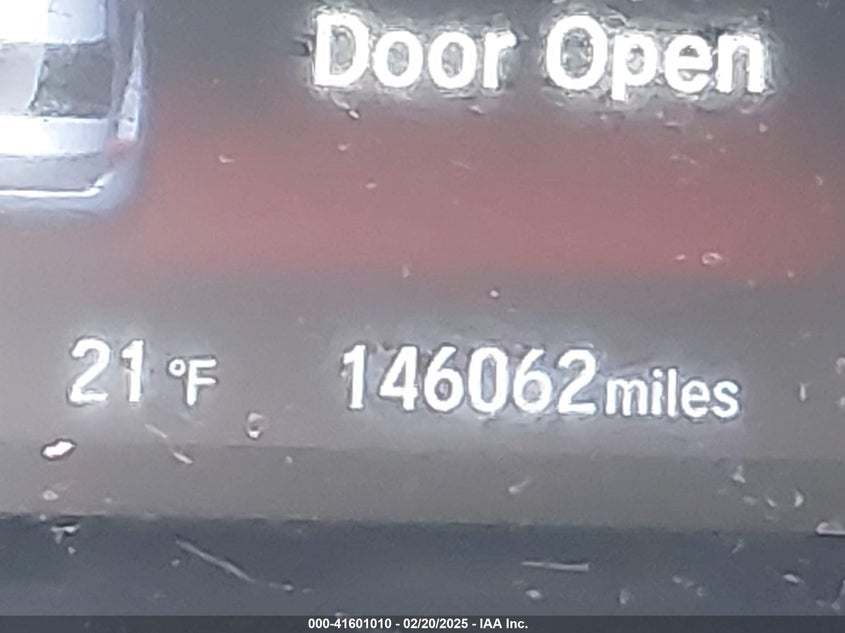 Door Open
21 °F 146062 miles
000-41601010 - 02/20/2025 - IAA Inc.